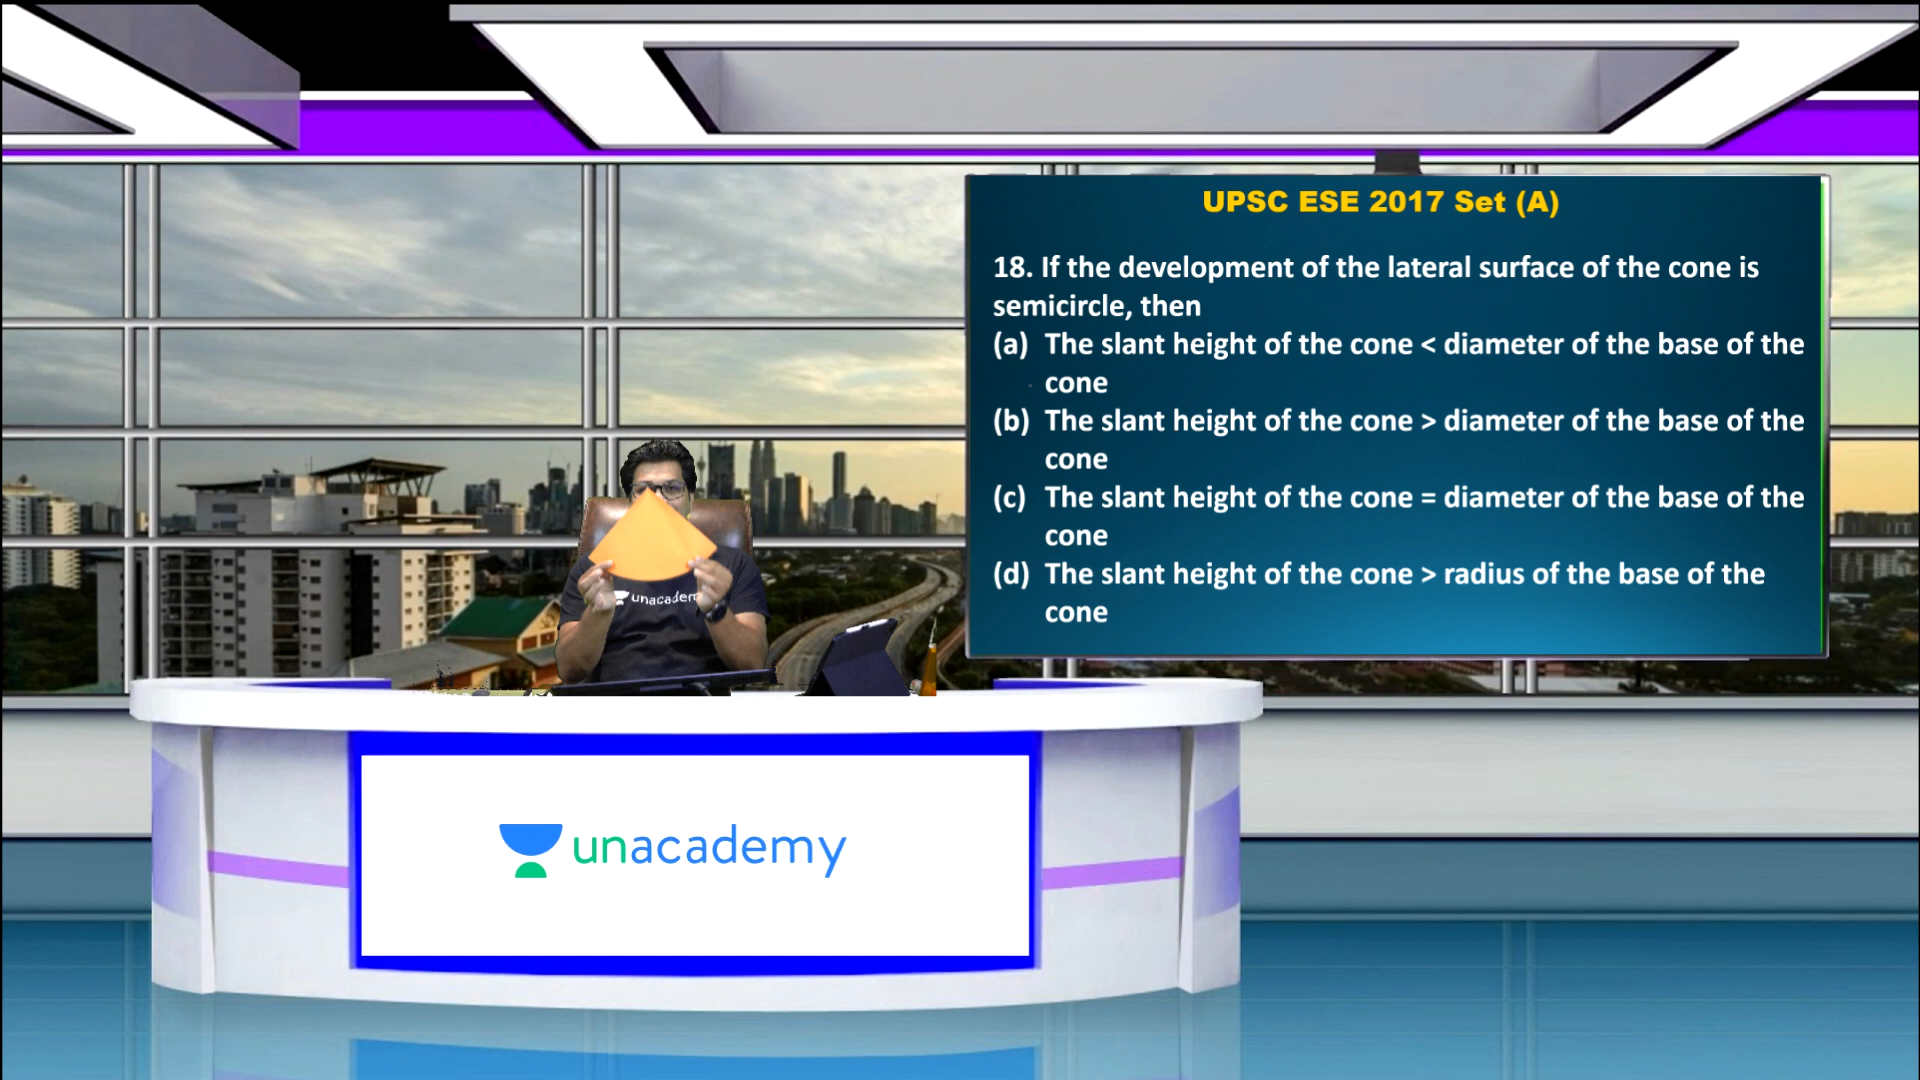 UPSC ESE 2017 Set (A)
18. If the development of the lateral surface of the cone is
semicircle, then
(a) The slant height of the cone < diameter of the base of the
cone
(b) The slant height of the cone > diameter of the base of the
cone
(c) The slant height of the cone = diameter of the base of the
cone
(d) The slant height of the cone > radius of the base of the
cone
unacadem
unacademy